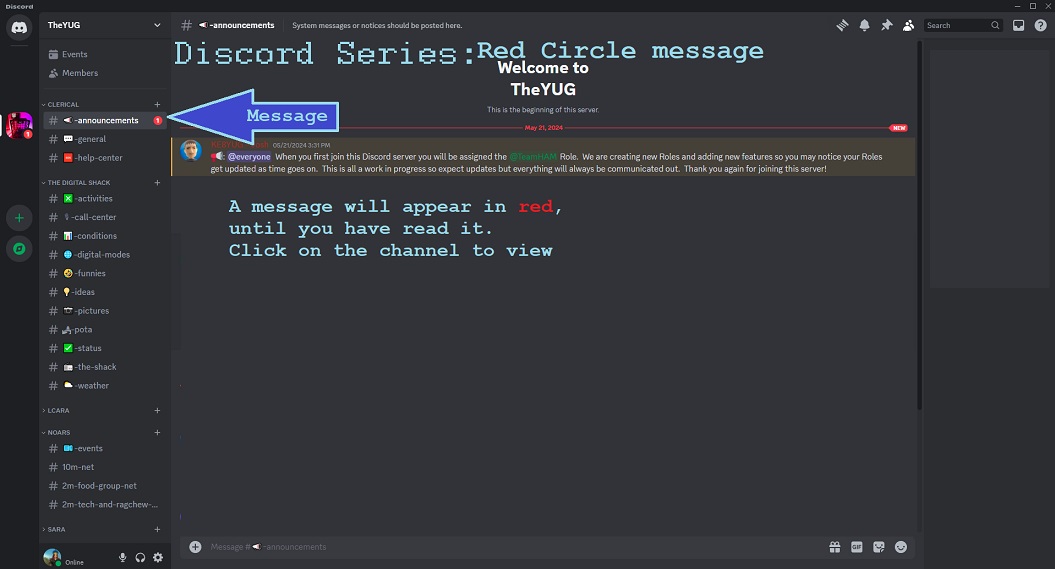 Discord
TheYUG
-announcements
System messages or notices should be posted here.
Search
Discord Series: Red Circle message
Events
Members
Welcome to
TheYUG
This is the beginning of this server.
CLERICAL
-announcements
1
Message
May 21, 2024
NEW
1
-general
05/21/2024 3:31 PM
-help-center
@everyone When you first join this Discord server you will be assigned the @TeamHAM Role. We are creating new Roles and adding new features so you may notice your Roles
get updated as time goes on. This is all a work in progress so expect updates but everything will always be communicated out. Thank you again for joining this server!
THE DIGITAL SHACK
-activities
-call-center
-conditions
-digital-modes
-funnies
-ideas
-pictures
-pota
-status
-the-shack
-weather
A message will appear in red,
until you have read it.
Click on the channel to view
LCARA
NOARS
-events
10m-net
2m-food-group-net
2m-tech-and-ragchew-...
SARA
Online
Message # -announcements
GIF